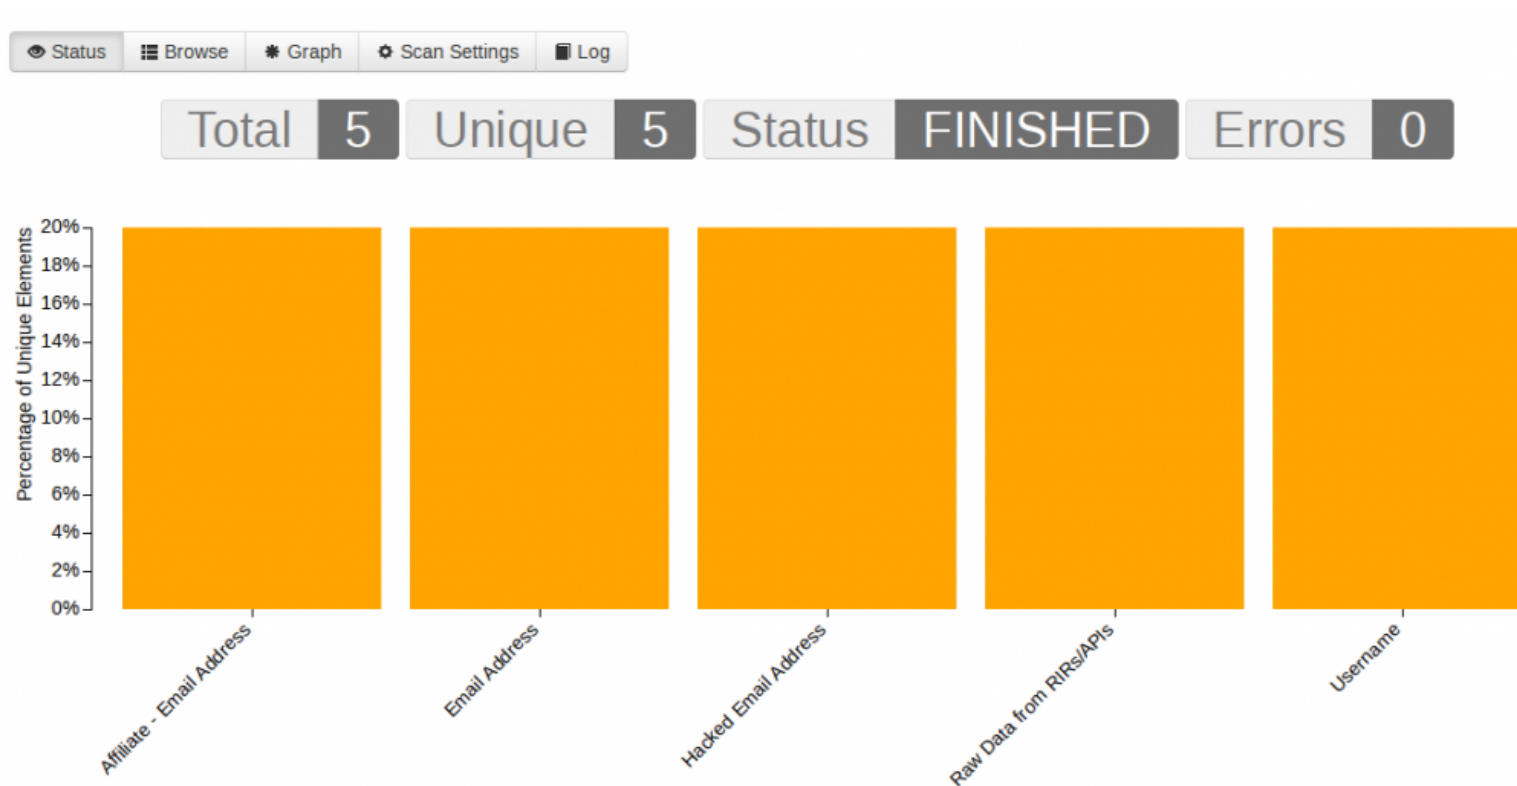 Status Browse Graph Scan Settings Log
Total 5 Unique 5 Status FINISHED Errors 0
Percentage of Unique Elements
20%
18%
16%
14%
12%
10%
8%
6%
4%
2%
0%
Affiliate - Email Address
Email Address
Hacked Email Address
Raw Data from RIRs/APIs
Username